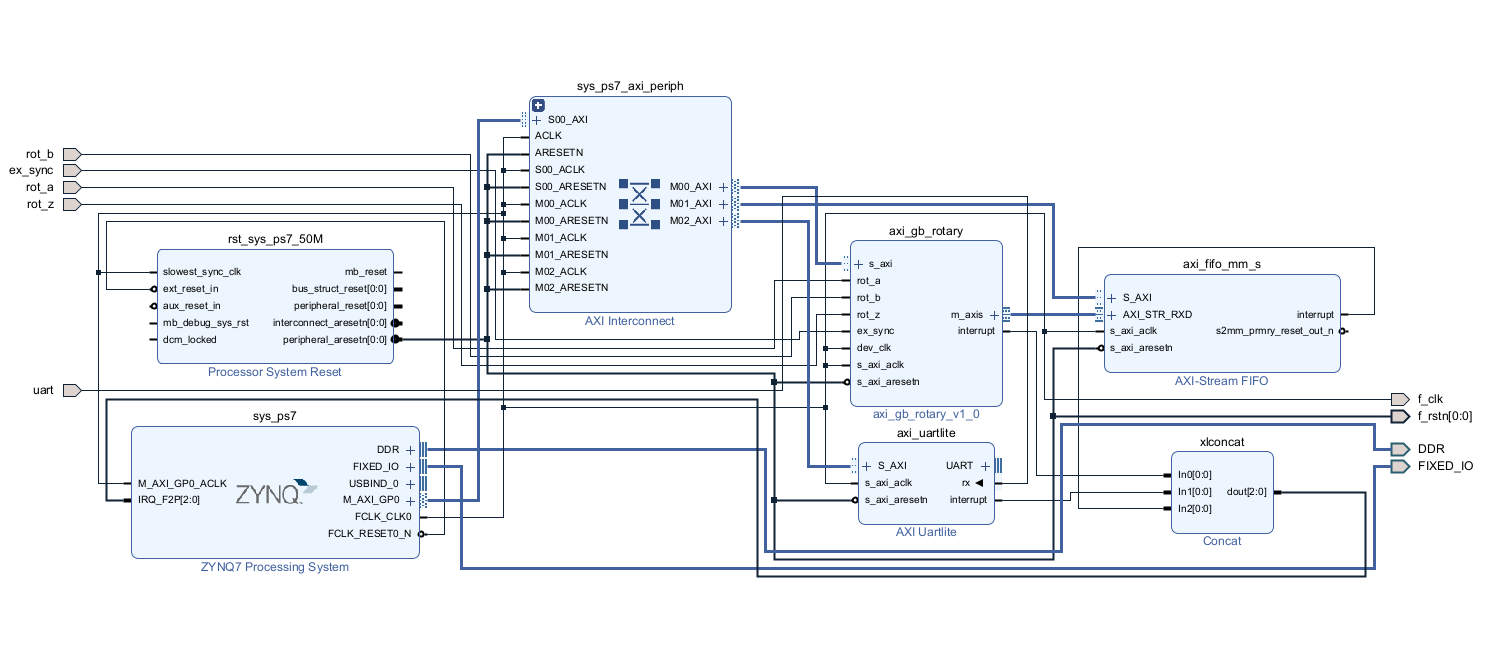 sys_ps7_axi_periph
S00_AXI
ACLK
ARESETN
S00_ACLK
S00_ARESETN
M00_ACLK
M00_ARESETN
M01_ACLK
M01_ARESETN
M02_ACLK
M02_ARESETN
M00_AXI
M01_AXI
M02_AXI
AXI Interconnect
rot_b
ex_sync
rot_a
rot_z
rst_sys_ps7_50M
slowest_sync_clk
ext_reset_in
aux_reset_in
mb_debug_sys_rst
dcm_locked
mb_reset
bus_struct_reset[0:0]
peripheral_reset[0:0]
interconnect_aresetn[0:0]
peripheral_aresetn[0:0]
Processor System Reset
uart
sys_ps7
M_AXI_GP0_ACLK
IRQ_F2P[2:0]
ZYNQ
DDR
FIXED_IO
USBIND_0
M_AXI_GP0
FCLK_CLK0
FCLK_RESET0_N
ZYNQ7 Processing System
axi_gb_rotary
s_axi
rot_a
rot_b
rot_z
ex_sync
dev_clk
s_axi_aclk
s_axi_aresetn
m_axis
interrupt
axi_gb_rotary_v1_0
axi_uartlite
S_AXI
s_axi_aclk
s_axi_aresetn
UART
rx
interrupt
AXI Uartlite
axi_fifo_mm_s
S_AXI
AXI_STR_RXD
s_axi_aclk
s_axi_aresetn
interrupt
s2mm_prmry_reset_out_n
AXI-Stream FIFO
xlconcat
In0[0:0]
In1[0:0]
In2[0:0]
dout[2:0]
Concat
f_clk
f_rstn[0:0]
DDR
FIXED_IO